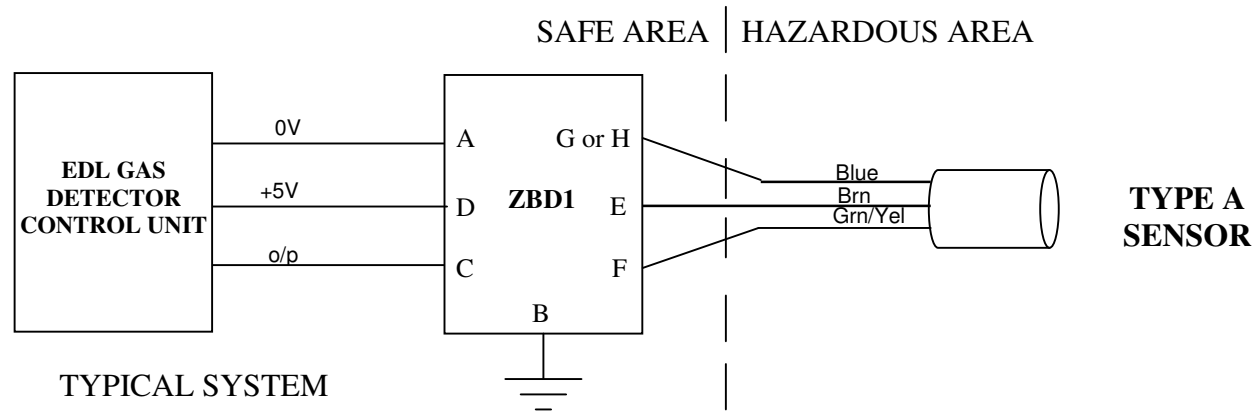 SAFE AREA
HAZARDOUS AREA
EDL GAS
DETECTOR
CONTROL UNIT
0V
+5V
o/p
A
D
C
ZBD1
G or H
E
F
B
Blue
Brn
Grn/Yel
TYPE A
SENSOR
TYPICAL SYSTEM